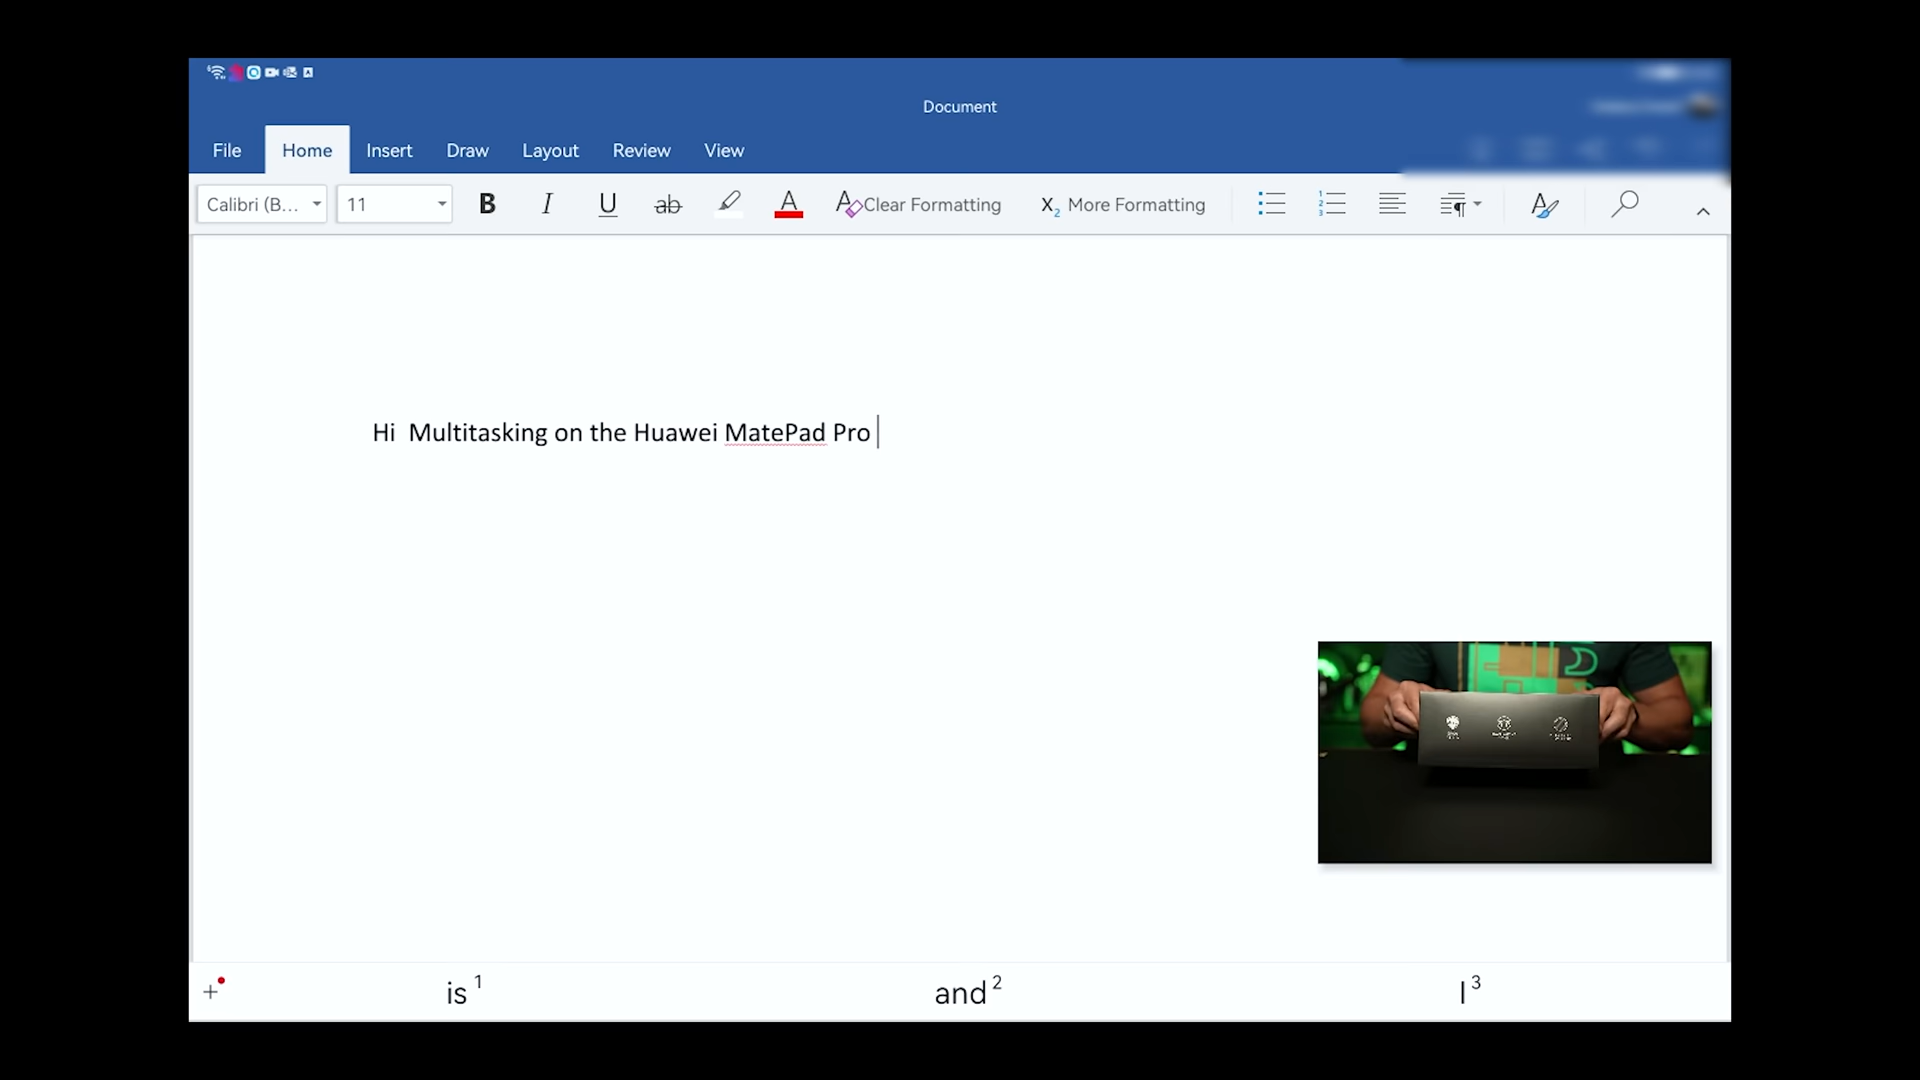 Document
File Home Insert Draw Layout Review View
Calibri (B... 11 B I U ab A A Clear Formatting X₂ More Formatting
Hi  Multitasking on the Huawei MatePad Pro
is 1 and 2 I 3